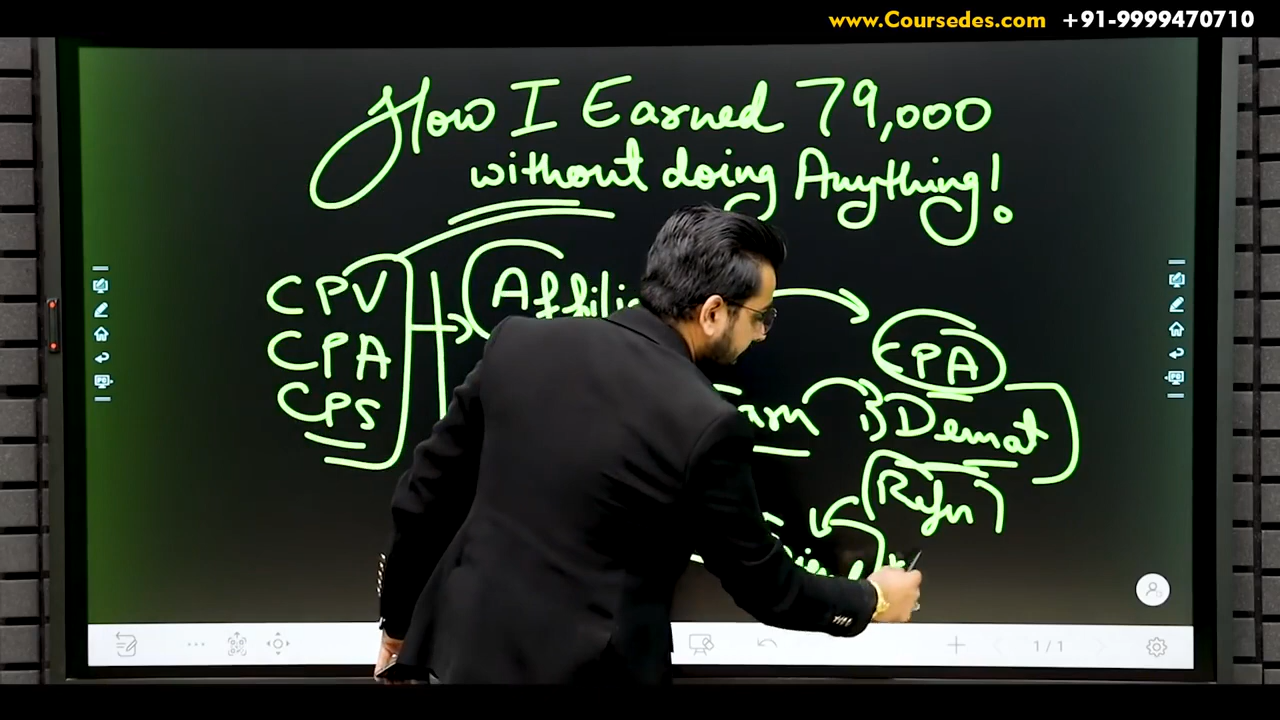 www.Coursedes.com +91-9999470710
How I Earned 79,000
without doing Anything!
CPV
CPA
CPS
CPA
Demat
Refer
1/1